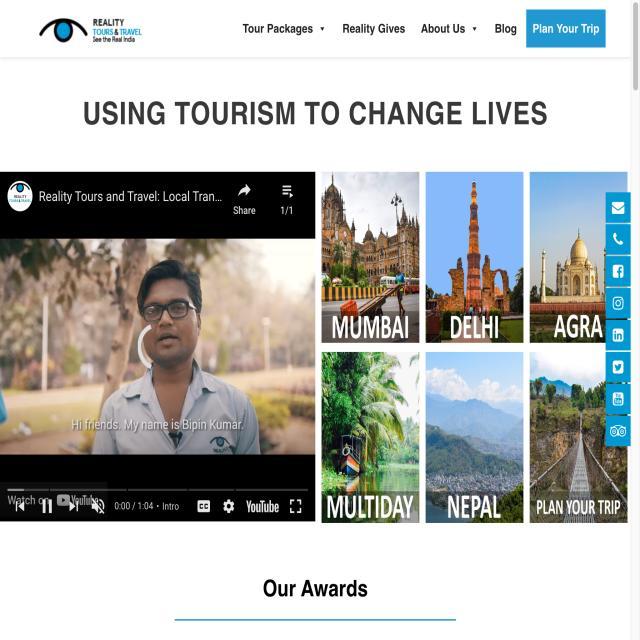 REALITY
TOURS & TRAVEL
See the Real India
Tour Packages ▼
Reality Gives
About Us ▼
Blog
Plan Your Trip
USING TOURISM TO CHANGE LIVES
Reality Tours and Travel: Local Tran...
Share
1/1
Hi friends. My name is Bipin Kumar.
Watch on YouTube
0:00 / 1:04 • Intro
CC
YouTube
MUMBAI
DELHI
AGRA
MULTIDAY
NEPAL
PLAN YOUR TRIP
Our Awards